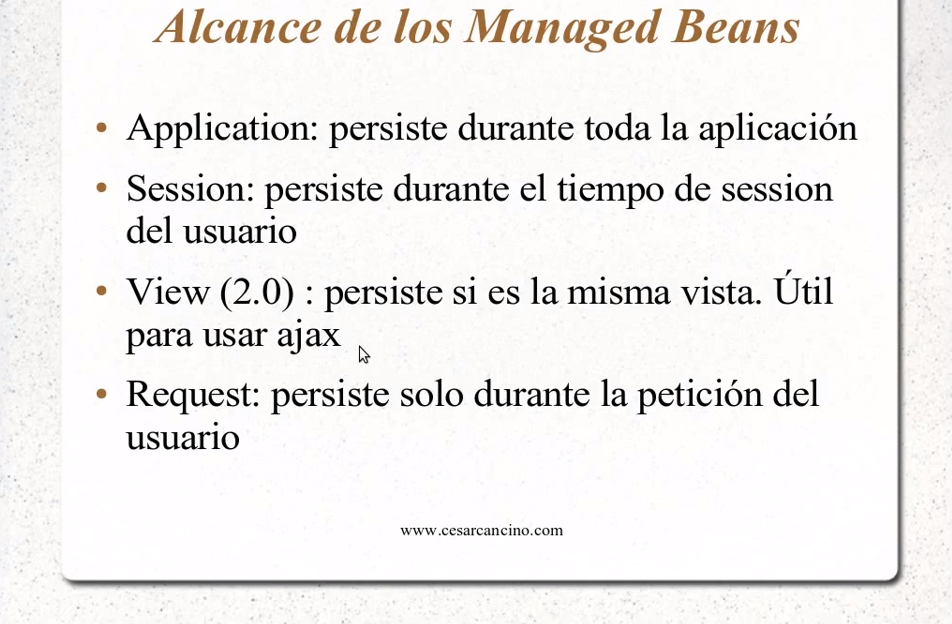 Alcance de los Managed Beans
• Application: persiste durante toda la aplicación
• Session: persiste durante el tiempo de session
del usuario
• View (2.0) : persiste si es la misma vista. Útil
para usar ajax
• Request: persiste solo durante la petición del
usuario
www.cesarcancino.com